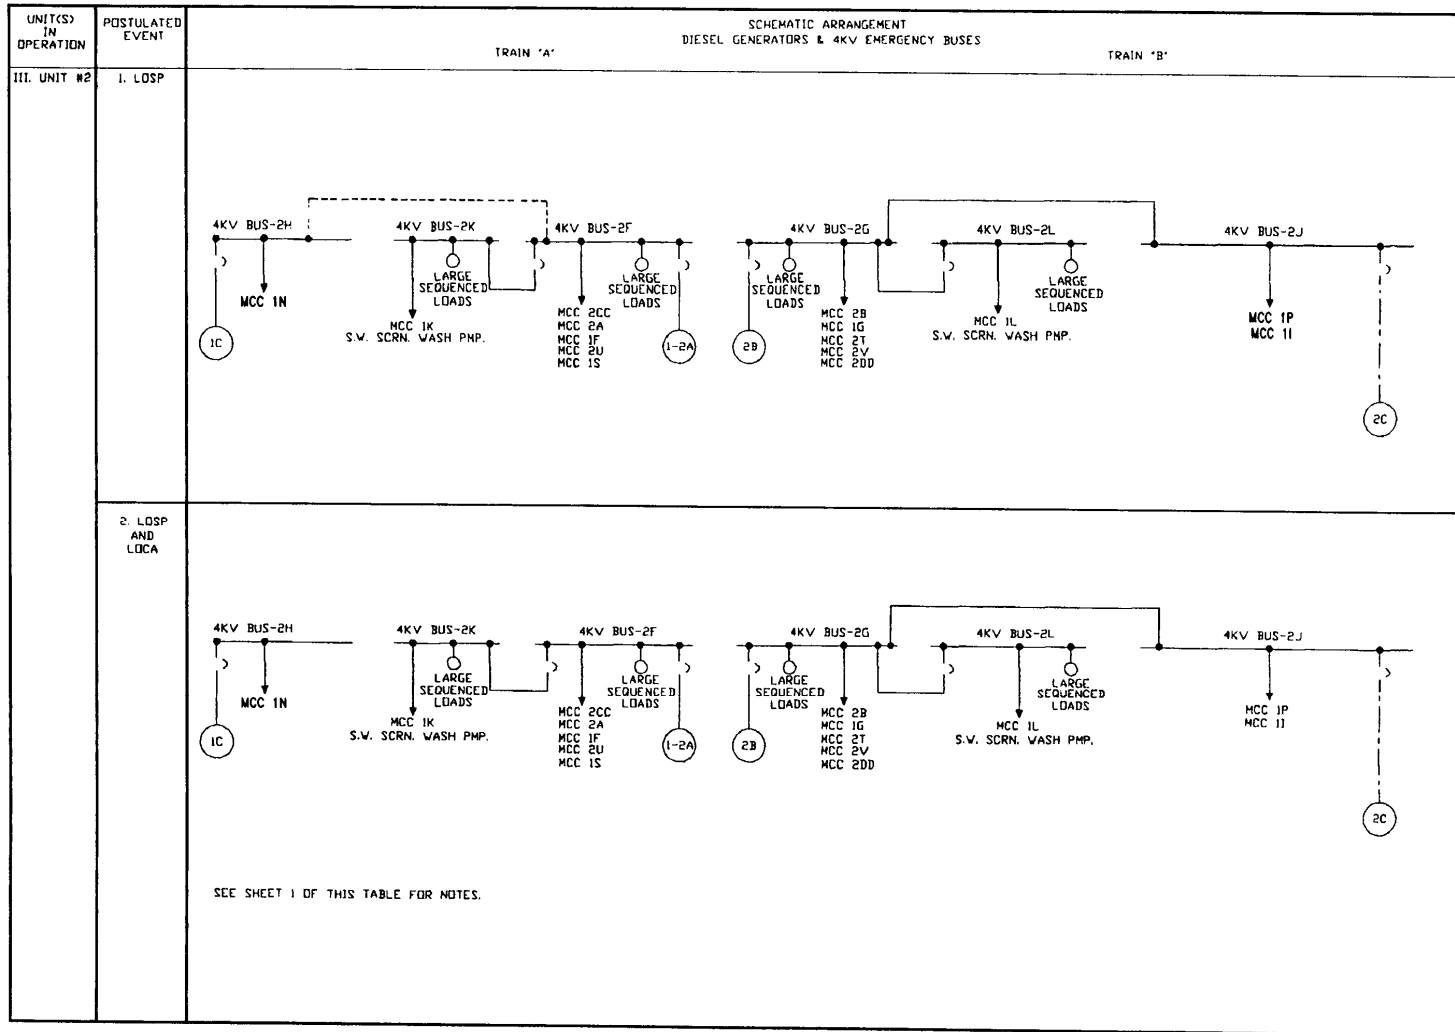 UNIT(S)
IN
OPERATION
POSTULATED
EVENT
SCHEMATIC ARRANGEMENT
DIESEL GENERATORS & 4KV EMERGENCY BUSES
TRAIN 'A'
TRAIN 'B'
III. UNIT #2
1. LOSP
4KV BUS-2H
4KV BUS-2K
4KV BUS-2F
4KV BUS-2G
4KV BUS-2L
4KV BUS-2J
MCC 1N
LARGE
SEQUENCED
LOADS
MCC 1K
S.W. SCRN. WASH PMP.
LARGE
SEQUENCED
LOADS
MCC 2CC
MCC 2A
MCC 1F
MCC 2U
MCC 1S
LARGE
SEQUENCED
LOADS
MCC 2B
MCC 1G
MCC 2T
MCC 2V
MCC 2DD
MCC 1L
S.W. SCRN. WASH PMP.
LARGE
SEQUENCED
LOADS
MCC 1P
MCC 1I
1C
1-2A
2B
2C
2. LOSP
AND
LOCA
4KV BUS-2H
4KV BUS-2K
4KV BUS-2F
4KV BUS-2G
4KV BUS-2L
4KV BUS-2J
MCC 1N
LARGE
SEQUENCED
LOADS
MCC 1K
S.W. SCRN. WASH PMP.
LARGE
SEQUENCED
LOADS
MCC 2CC
MCC 2A
MCC 1F
MCC 2U
MCC 1S
LARGE
SEQUENCED
LOADS
MCC 2B
MCC 1G
MCC 2T
MCC 2V
MCC 2DD
MCC 1L
S.W. SCRN. WASH PMP.
LARGE
SEQUENCED
LOADS
MCC 1P
MCC 1I
1C
1-2A
2B
2C
SEE SHEET 1 OF THIS TABLE FOR NOTES.